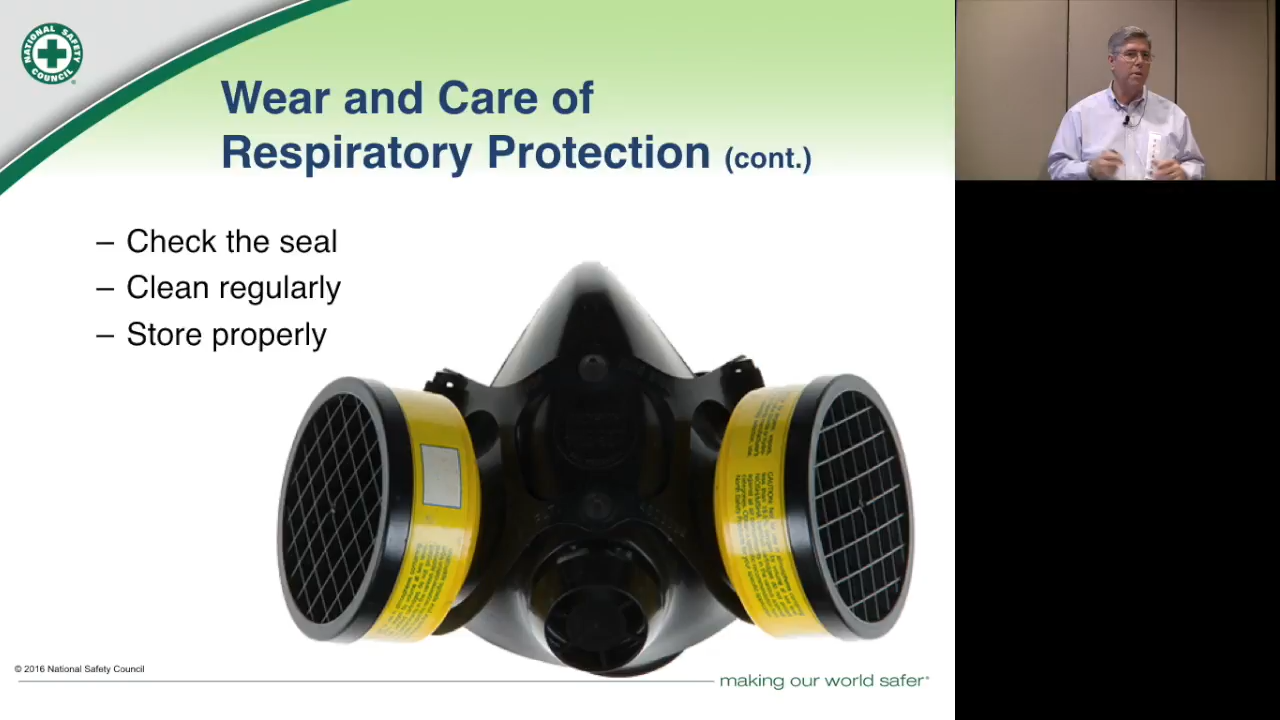 NATIONAL SAFETY
COUNCIL
Wear and Care of
Respiratory Protection (cont.)
– Check the seal
– Clean regularly
– Store properly
© 2016 National Safety Council
making our world safer®